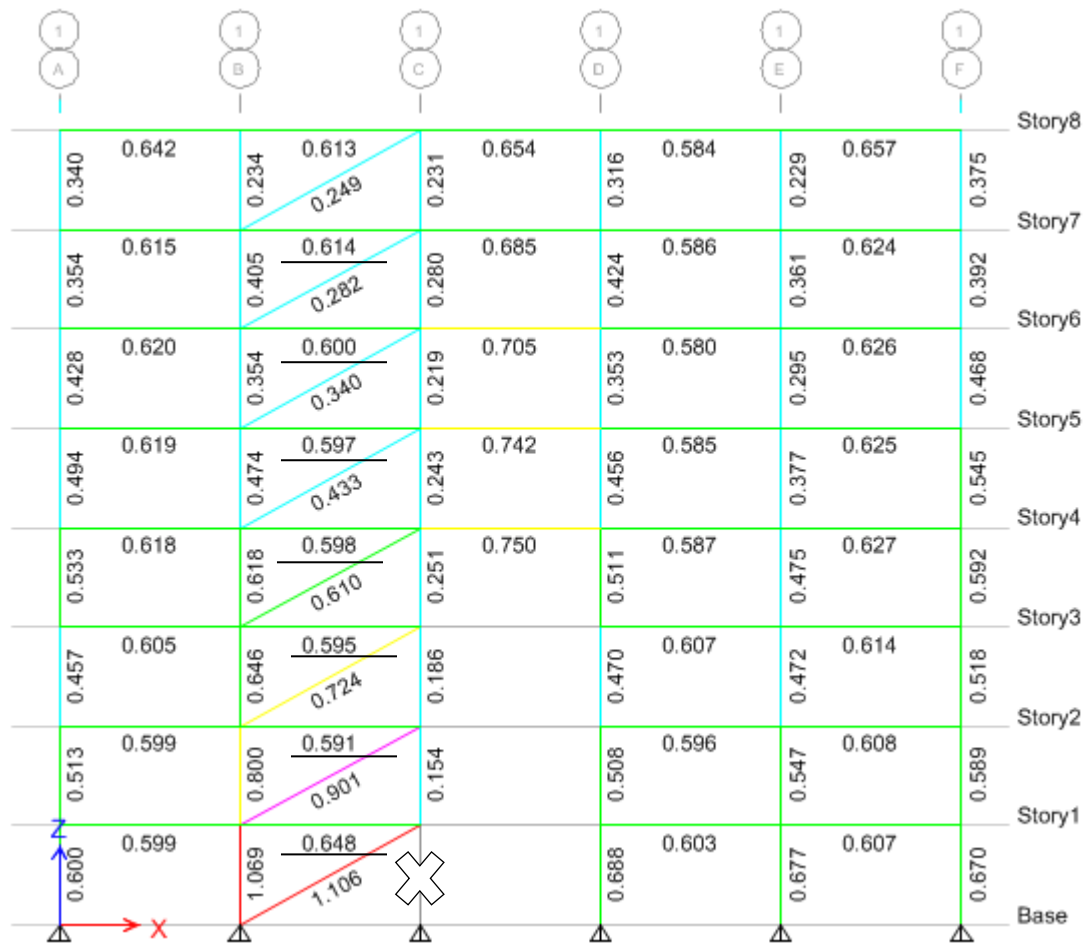 1 1 1 1 1 1
A B C D E F
Story8
0.642 0.613 0.654 0.584 0.657
0.340 0.234 0.249 0.231 0.316 0.229 0.375
Story7
0.615 0.614 0.685 0.586 0.624
0.354 0.405 0.282 0.280 0.424 0.361 0.392
Story6
0.620 0.600 0.705 0.580 0.626
0.428 0.354 0.340 0.219 0.353 0.295 0.468
Story5
0.619 0.597 0.742 0.585 0.625
0.494 0.474 0.433 0.243 0.456 0.377 0.545
Story4
0.618 0.598 0.750 0.587 0.627
0.533 0.618 0.610 0.251 0.511 0.475 0.592
Story3
0.605 0.595 0.607 0.614
0.457 0.646 0.724 0.186 0.470 0.472 0.518
Story2
0.599 0.591 0.596 0.608
0.513 0.800 0.901 0.154 0.508 0.547 0.589
Story1
Z
0.599 0.648 0.603 0.607
0.600 1.069 1.106 0.688 0.677 0.670
Base
X